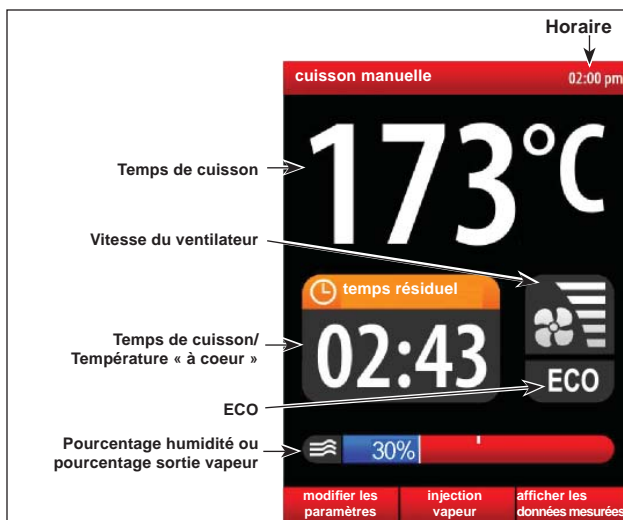 Horaire
cuisson manuelle 02:00 pm
173°C
Temps de cuisson
Vitesse du ventilateur
temps résiduel
02:43
Temps de cuisson/
Température « à coeur »
ECO
ECO
Pourcentage humidité ou
pourcentage sortie vapeur
30%
modifier les
paramètres
injection
vapeur
afficher les
données mesurées